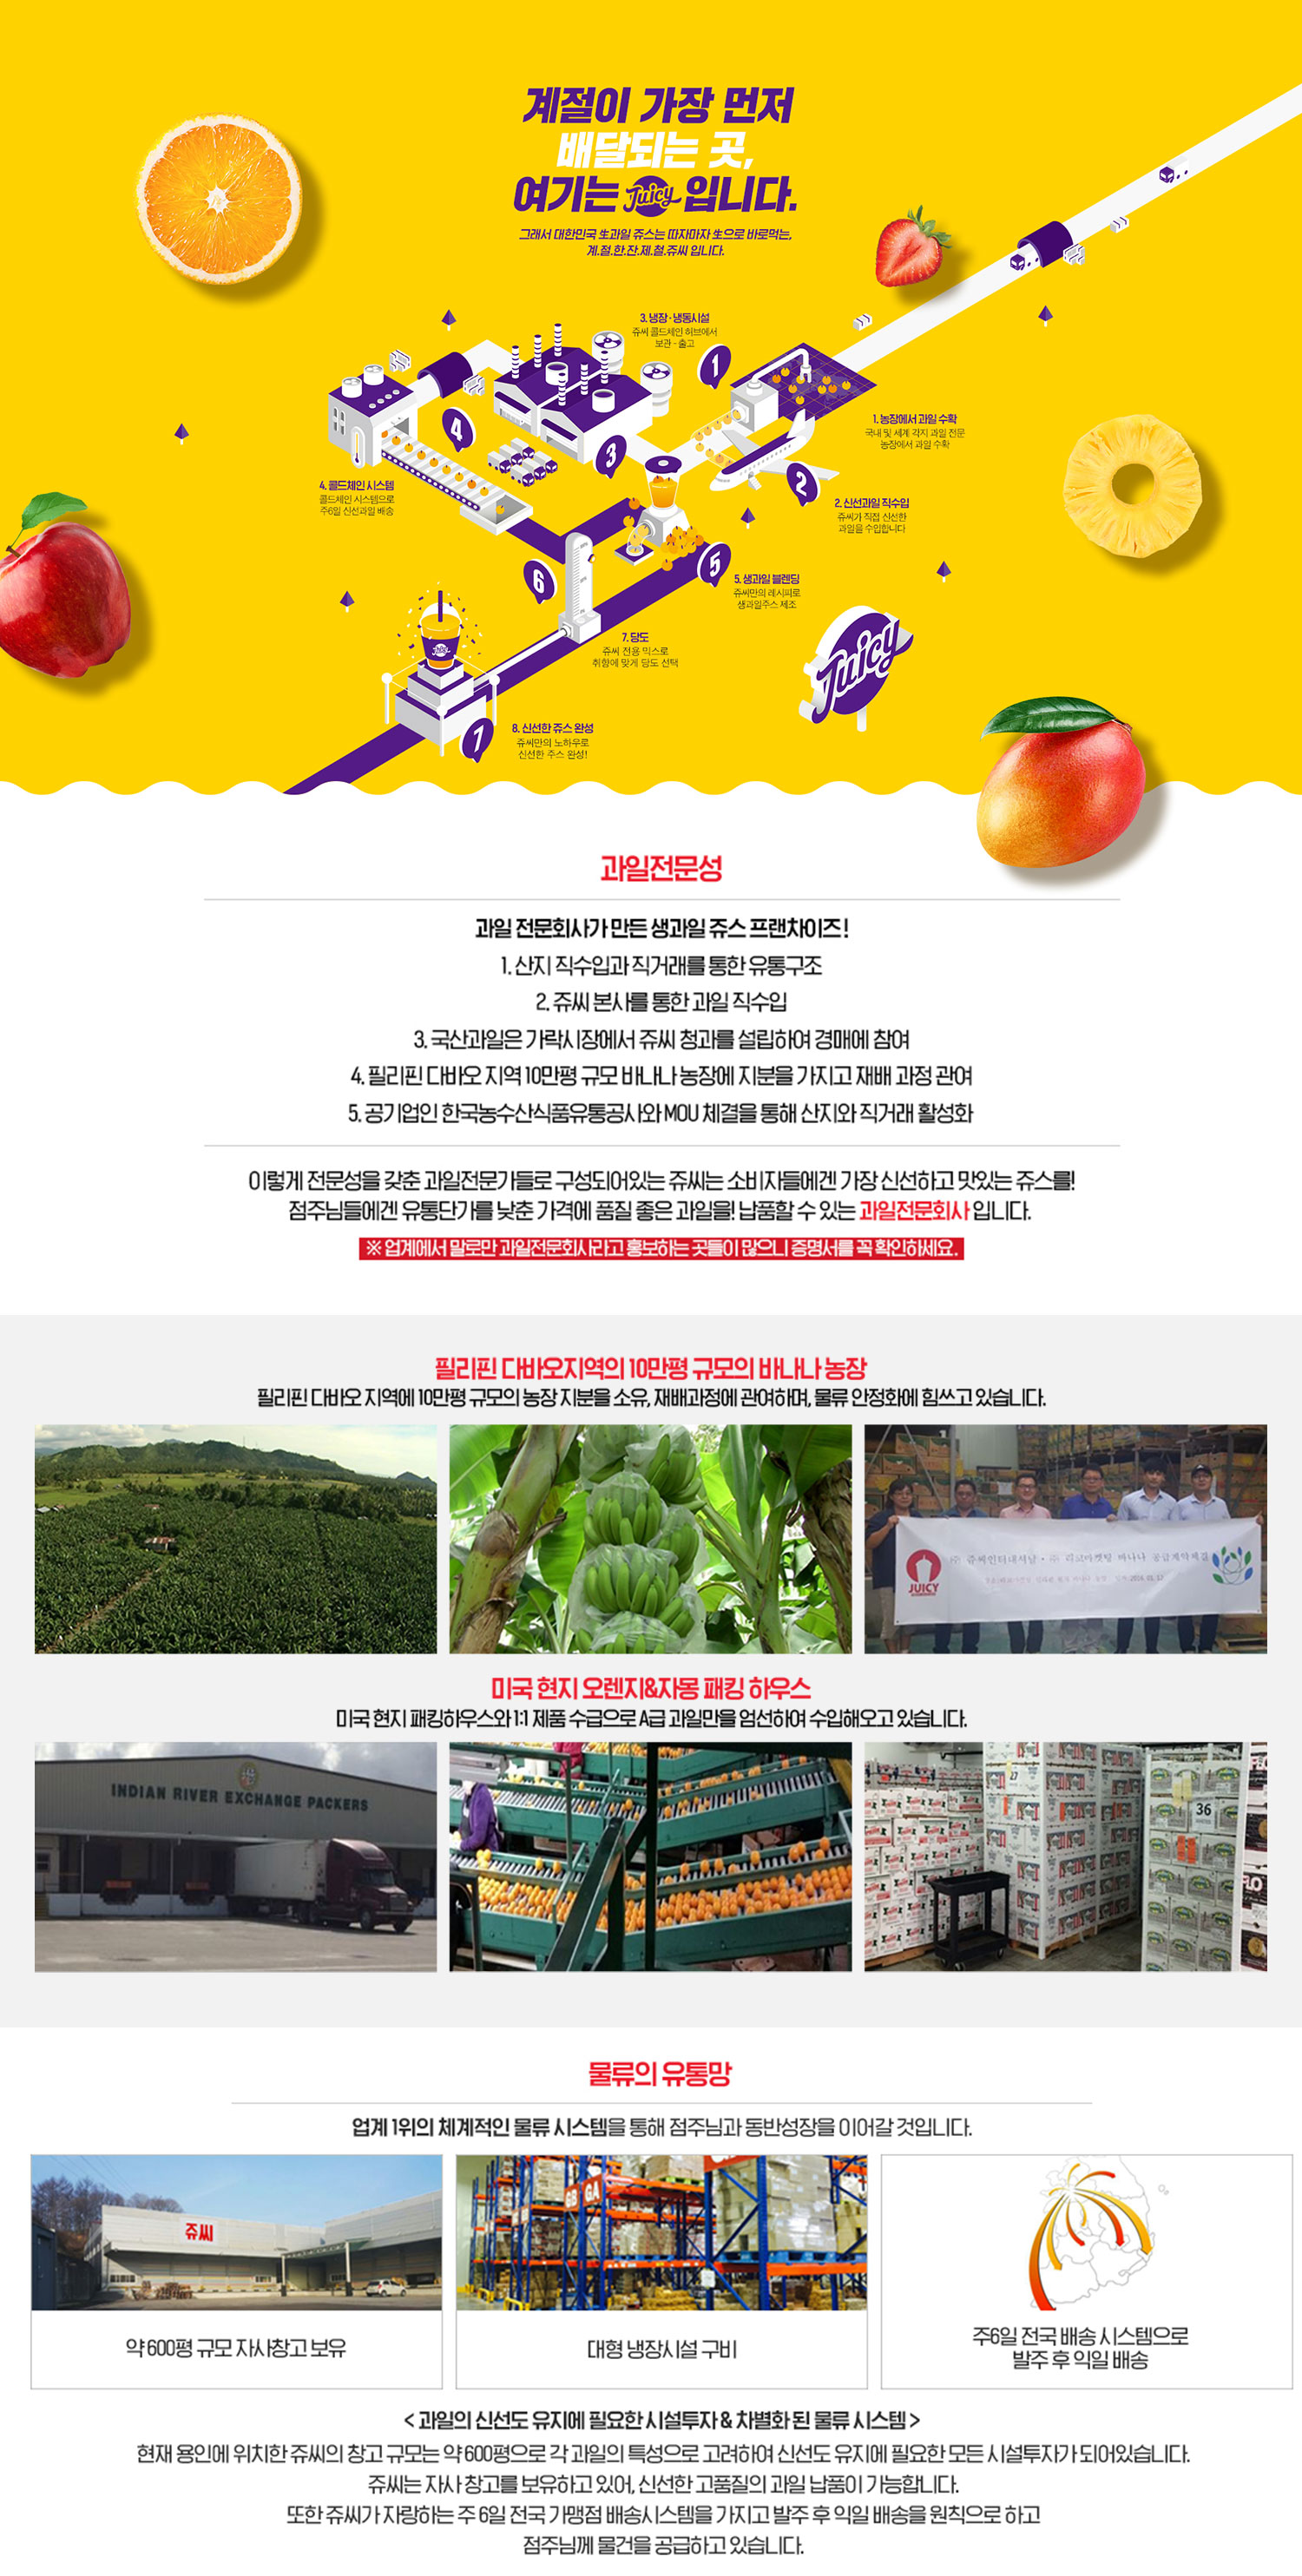 계절이 가장 먼저
배달되는 곳,
여기는 Juicy 입니다.
그래서 대한민국 生과일 쥬스는 따자마자 生으로 바로먹는,
계.절.한.잔.제.철.쥬씨 입니다.
3. 냉장·냉동시설
쥬씨 콜드체인 허브에서
보관 - 출고
1
1. 농장에서 과일 수확
국내 및 세계 각지 과일 전문
농장에서 과일 수확
4
3
2
4. 콜드체인 시스템
콜드체인 시스템으로
주6일 신선과일 배송
2. 신선과일 직수입
쥬씨가 직접 신선한
과일을 수입합니다
6
5
5. 생과일 블렌딩
쥬씨만의 레시피로
생과일주스 제조
7. 당도
쥬씨 전용 믹스로
취향에 맞게 당도 선택
Juicy
Juicy
7
8. 신선한 쥬스 완성
쥬씨만의 노하우로
신선한 주스 완성!
과일전문성
과일 전문회사가 만든 생과일 쥬스 프랜차이즈!
1. 산지 직수입과 직거래를 통한 유통구조
2. 쥬씨 본사를 통한 과일 직수입
3. 국산과일은 가락시장에서 쥬씨 청과를 설립하여 경매에 참여
4. 필리핀 다바오 지역 10만평 규모 바나나 농장에 지분을 가지고 재배 과정 관여
5. 공기업인 한국농수산식품유통공사와 MOU 체결을 통해 산지와 직거래 활성화
이렇게 전문성을 갖춘 과일전문가들로 구성되어있는 쥬씨는 소비자들에겐 가장 신선하고 맛있는 쥬스를!
점주님들에겐 유통단가를 낮춘 가격에 품질 좋은 과일을! 납품할 수 있는 과일전문회사 입니다.
※ 업계에서 말로만 과일전문회사라고 홍보하는 곳들이 많으니 증명서를 꼭 확인하세요.
필리핀 다바오지역의 10만평 규모의 바나나 농장
필리핀 다바오 지역에 10만평 규모의 농장 지분을 소유, 재배과정에 관여하며, 물류 안정화에 힘쓰고 있습니다.
(주) 쥬씨인터내셔날 · (주) 리코마켓팅 바나나 공급계약체결
JUICY
미국 현지 오렌지&자몽 패킹 하우스
미국 현지 패킹하우스와 1:1 제품 수급으로 A급 과일만을 엄선하여 수입해오고 있습니다.
INDIAN RIVER EXCHANGE PACKERS
27
36
물류의 유통망
업계 1위의 체계적인 물류 시스템을 통해 점주님과 동반성장을 이어갈 것입니다.
쥬씨
GB GA
약 600평 규모 자사창고 보유
대형 냉장시설 구비
주6일 전국 배송 시스템으로
발주 후 익일 배송
< 과일의 신선도 유지에 필요한 시설투자 & 차별화 된 물류 시스템 >
현재 용인에 위치한 쥬씨의 창고 규모는 약 600평으로 각 과일의 특성으로 고려하여 신선도 유지에 필요한 모든 시설투자가 되어있습니다.
쥬씨는 자사 창고를 보유하고 있어, 신선한 고품질의 과일 납품이 가능합니다.
또한 쥬씨가 자랑하는 주 6일 전국 가맹점 배송시스템을 가지고 발주 후 익일 배송을 원칙으로 하고
점주님께 물건을 공급하고 있습니다.